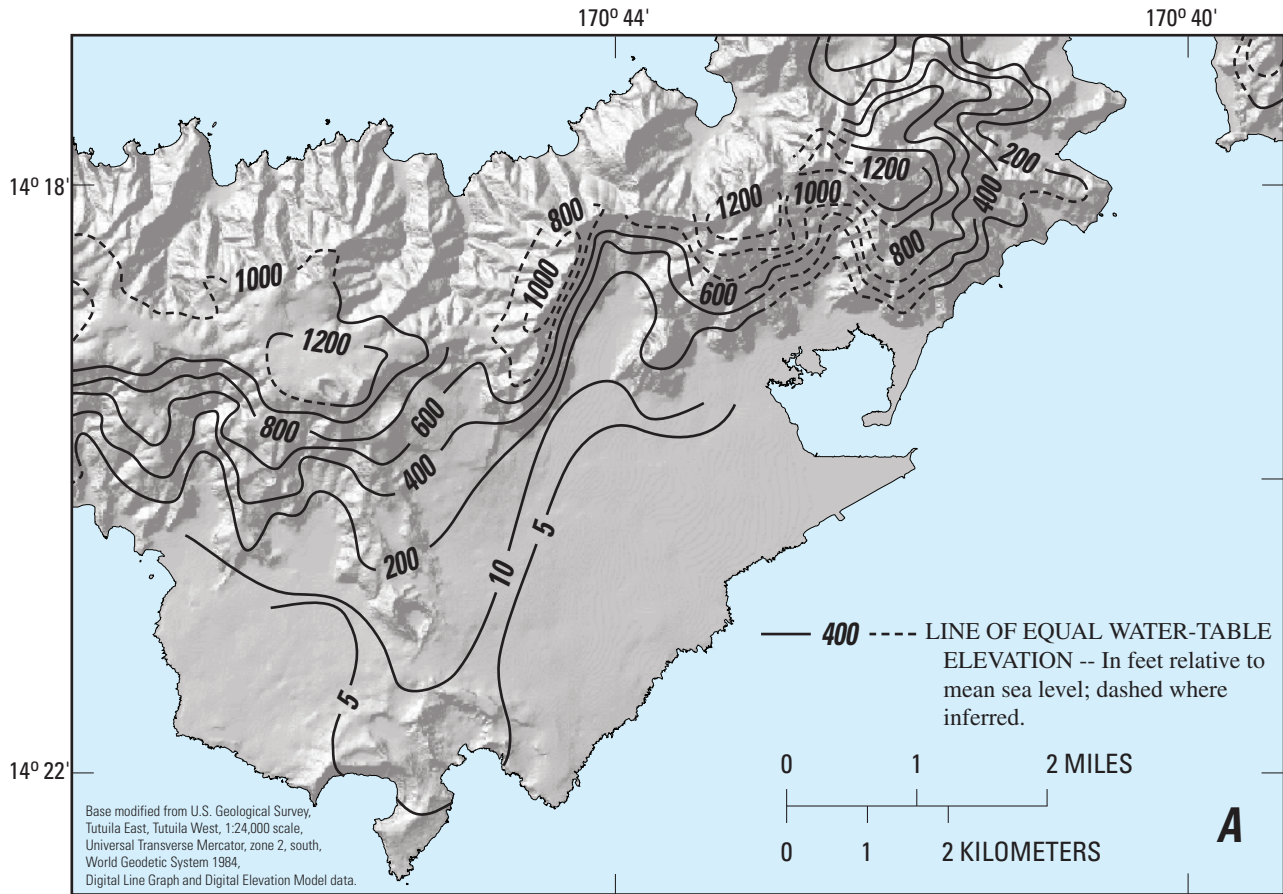 170º 44'
170º 40'
14º 18'
14º 22'
200
1200
400
1000
1200
800
800
1000
1000
600
1200
800
600
400
200
10
5
5
400 LINE OF EQUAL WATER-TABLE
ELEVATION -- In feet relative to
mean sea level; dashed where
inferred.
0 1 2 MILES
0 1 2 KILOMETERS
A
Base modified from U.S. Geological Survey,
Tutuila East, Tutuila West, 1:24,000 scale,
Universal Transverse Mercator, zone 2, south,
World Geodetic System 1984,
Digital Line Graph and Digital Elevation Model data.